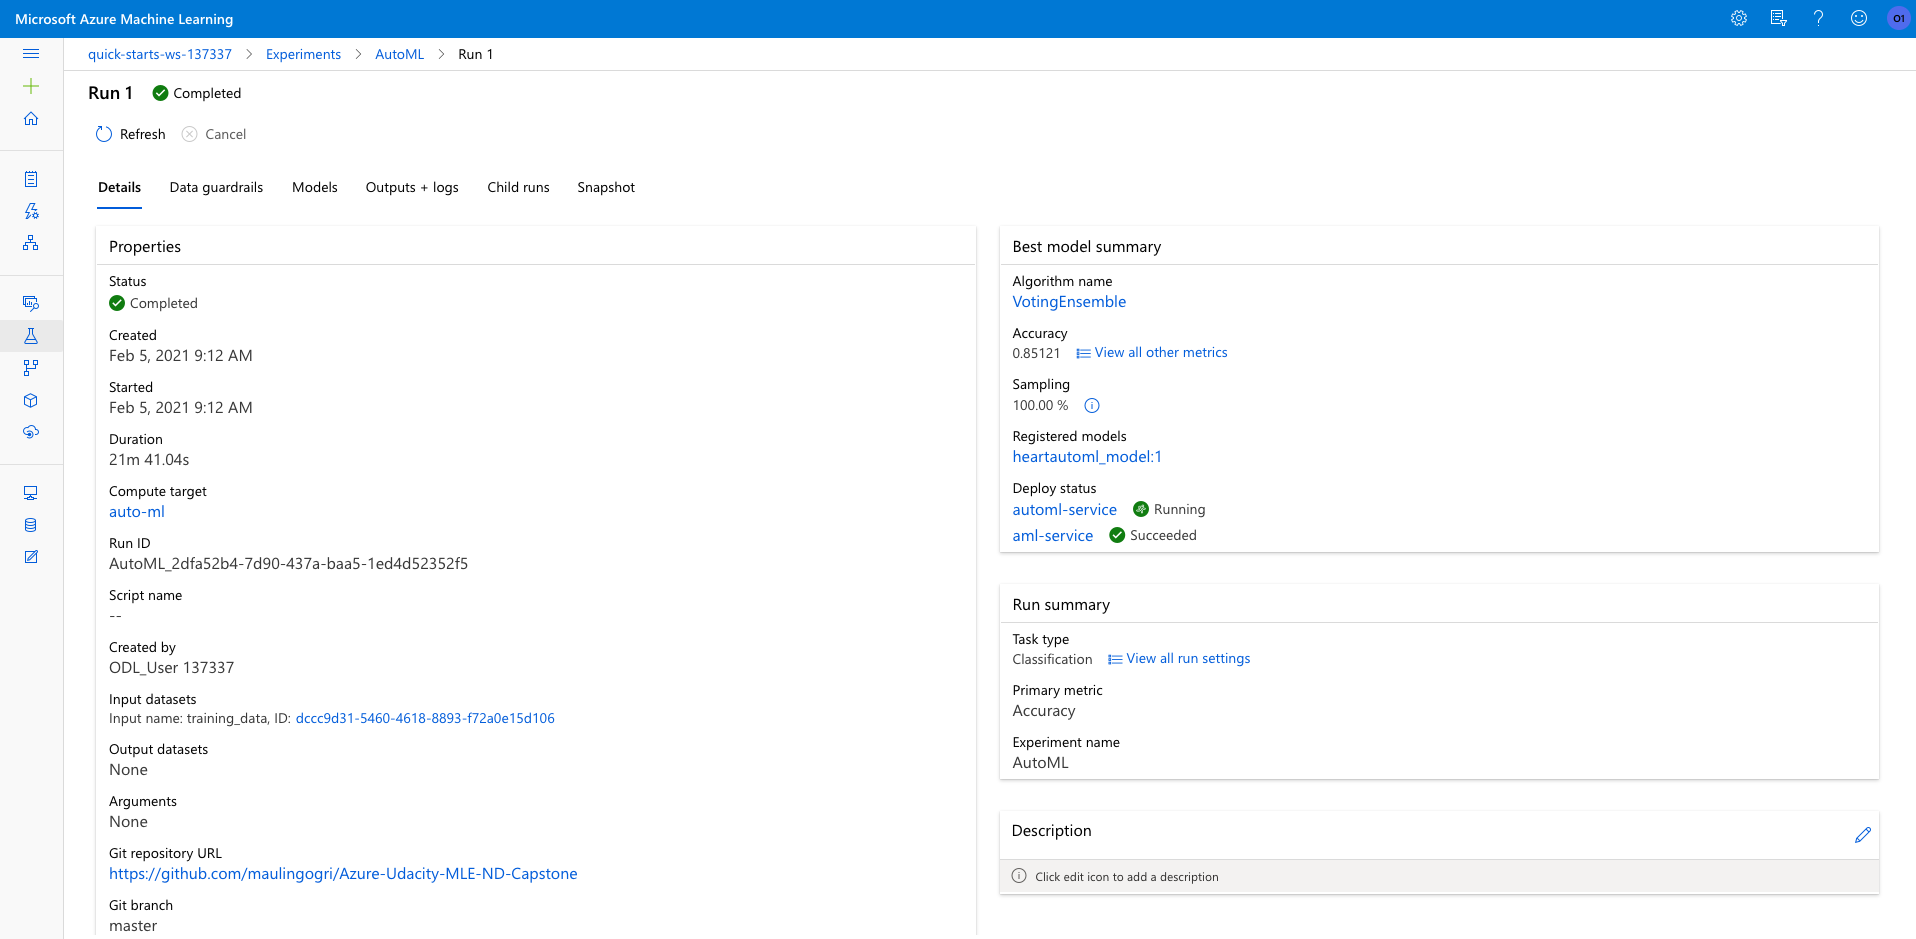 Microsoft Azure Machine Learning
O1
quick-starts-ws-137337 > Experiments > AutoML > Run 1
Run 1 Completed
Refresh Cancel
Details Data guardrails Models Outputs + logs Child runs Snapshot
Properties
Status
Completed
Created
Feb 5, 2021 9:12 AM
Started
Feb 5, 2021 9:12 AM
Duration
21m 41.04s
Compute target
auto-ml
Run ID
AutoML_2dfa52b4-7d90-437a-baa5-1ed4d52352f5
Script name
--
Created by
ODL_User 137337
Input datasets
Input name: training_data, ID: dccc9d31-5460-4618-8893-f72a0e15d106
Output datasets
None
Arguments
None
Git repository URL
https://github.com/maulingogri/Azure-Udacity-MLE-ND-Capstone
Git branch
master
Best model summary
Algorithm name
VotingEnsemble
Accuracy
0.85121 View all other metrics
Sampling
100.00 %
Registered models
heartautoml_model:1
Deploy status
automl-service Running
aml-service Succeeded
Run summary
Task type
Classification View all run settings
Primary metric
Accuracy
Experiment name
AutoML
Description
Click edit icon to add a description